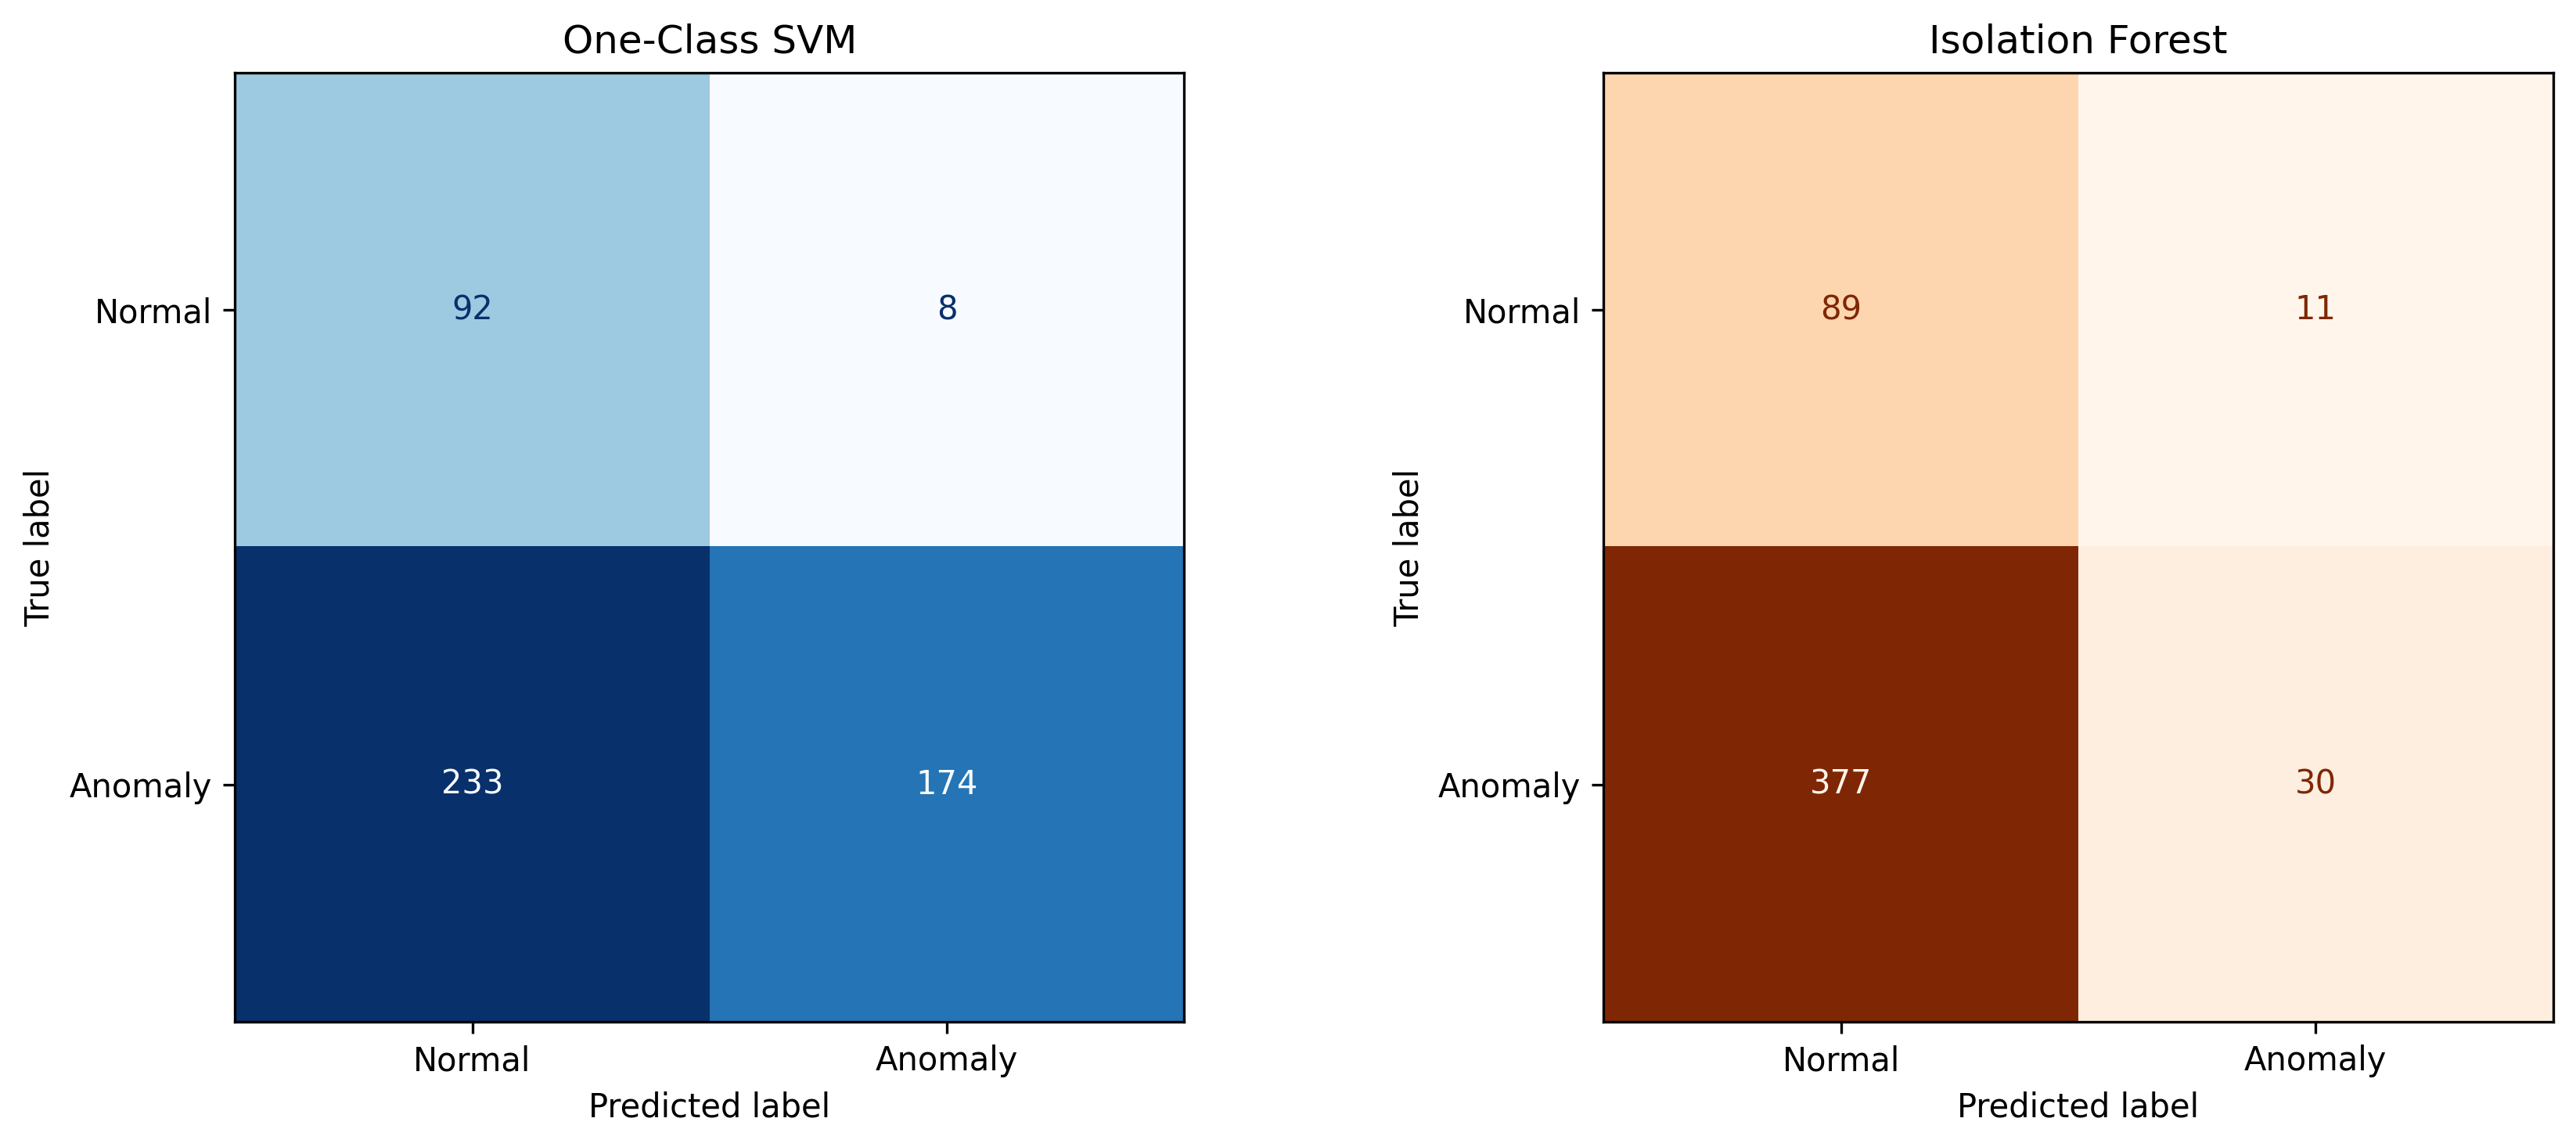 One-Class SVM
True label
Normal
92
8
Anomaly
233
174
Normal
Anomaly
Predicted label
Isolation Forest
True label
Normal
89
11
Anomaly
377
30
Normal
Anomaly
Predicted label